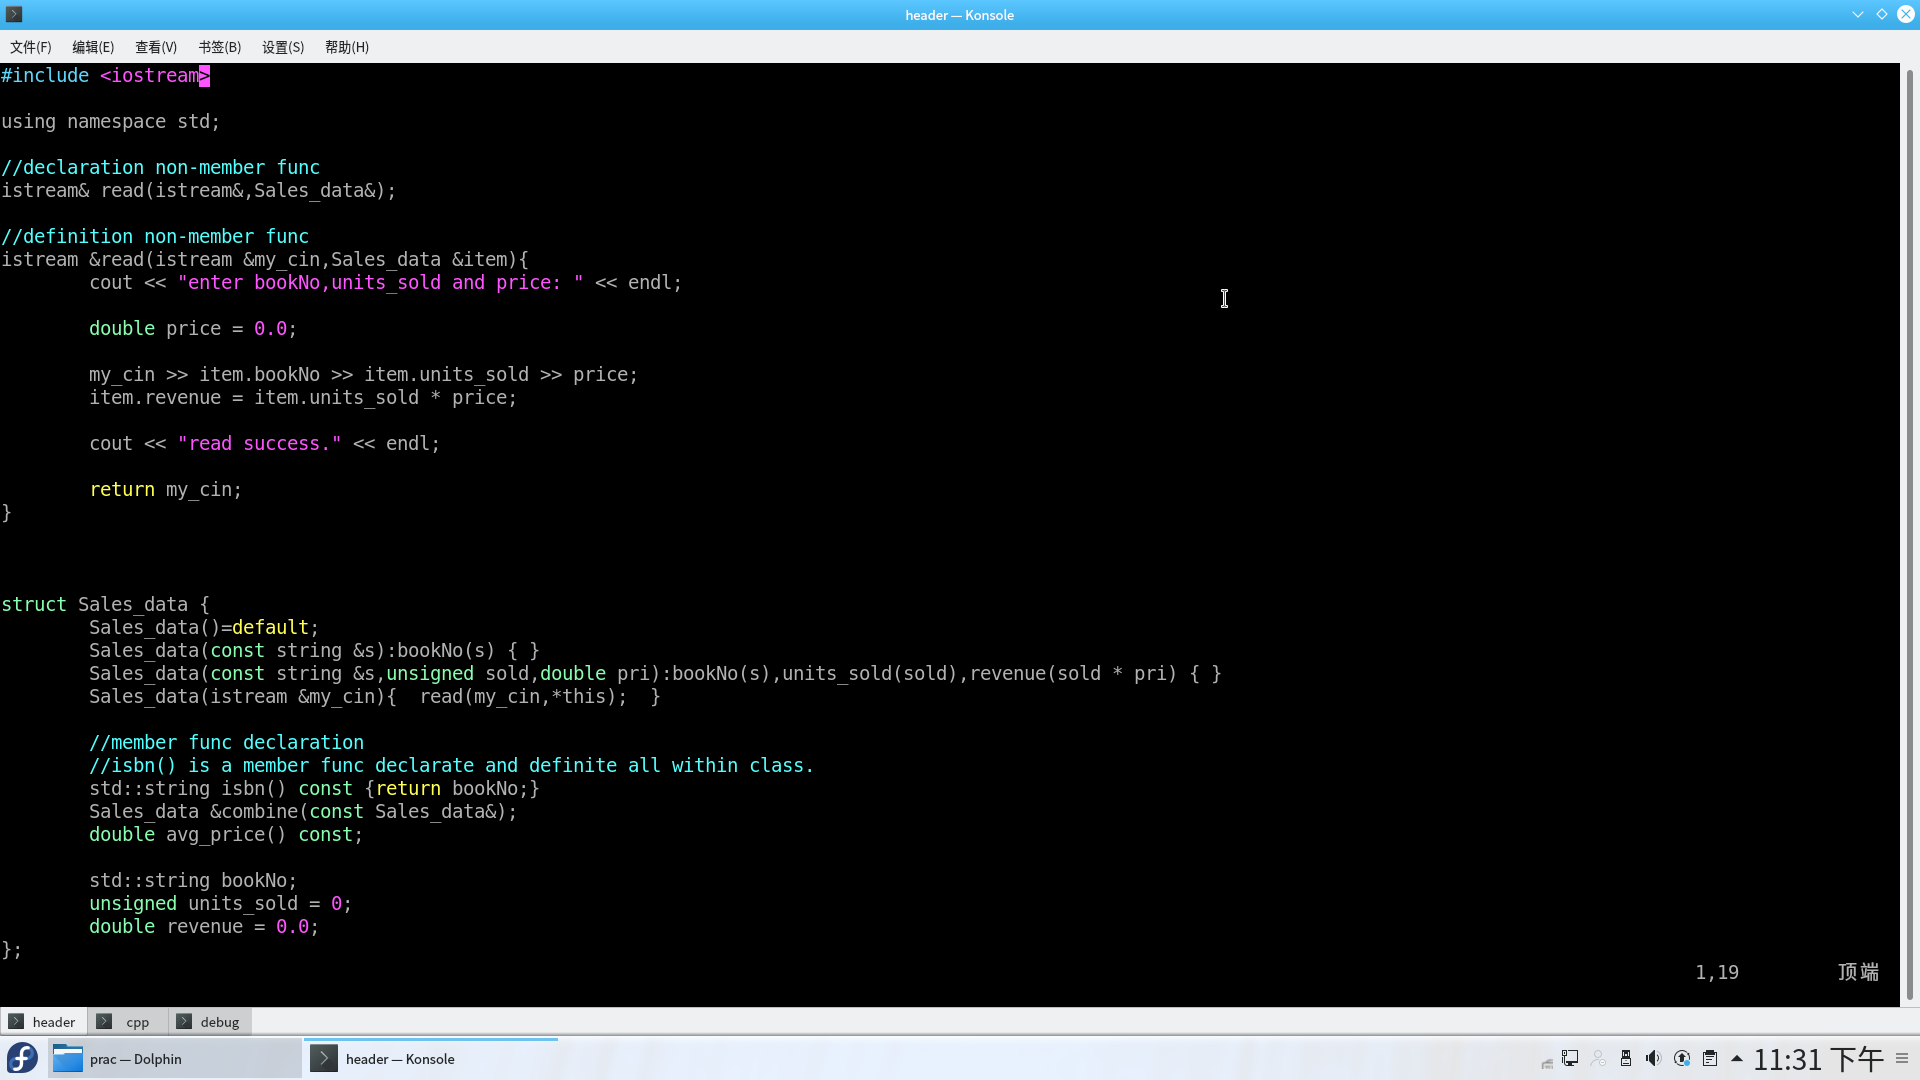 header — Konsole
文件(F) 编辑(E) 查看(V) 书签(B) 设置(S) 帮助(H)
#include <iostream>
using namespace std;
//declaration non-member func
istream& read(istream&,Sales_data&);
//definition non-member func
istream &read(istream &my_cin,Sales_data &item){
        cout << "enter bookNo,units_sold and price: " << endl;
        double price = 0.0;
        my_cin >> item.bookNo >> item.units_sold >> price;
        item.revenue = item.units_sold * price;
        cout << "read success." << endl;
        return my_cin;
}
struct Sales_data {
        Sales_data()=default;
        Sales_data(const string &s):bookNo(s) { }
        Sales_data(const string &s,unsigned sold,double pri):bookNo(s),units_sold(sold),revenue(sold * pri) { }
        Sales_data(istream &my_cin){  read(my_cin,*this);  }
        //member func declaration
        //isbn() is a member func declarate and definite all within class.
        std::string isbn() const {return bookNo;}
        Sales_data &combine(const Sales_data&);
        double avg_price() const;
        std::string bookNo;
        unsigned units_sold = 0;
        double revenue = 0.0;
};
1,19 顶端
header cpp debug
prac — Dolphin header — Konsole 11:31 下午